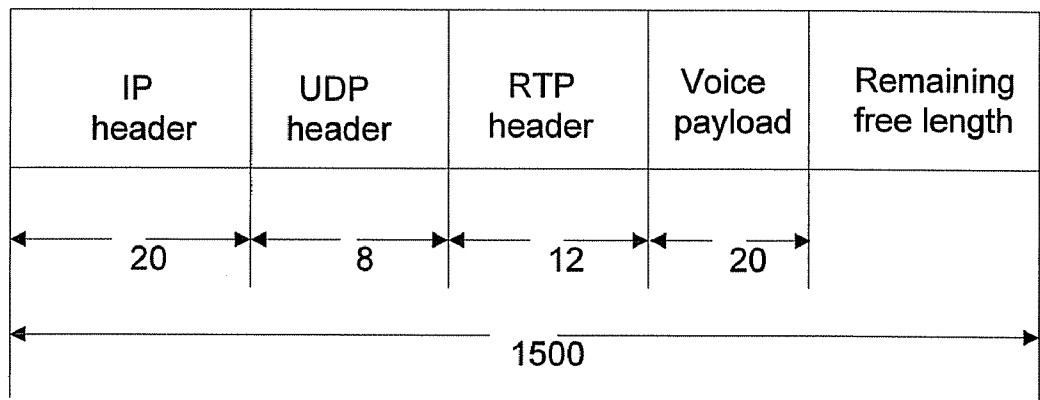 IP
header
UDP
header
RTP
header
Voice
payload
Remaining
free length
20
8
12
20
1500